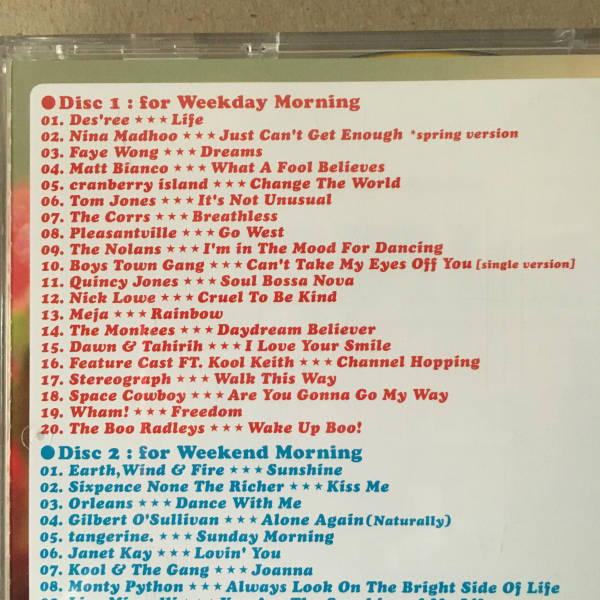 ●Disc 1 : for Weekday Morning
01. Des'ree ★★★ Life
02. Nina Madhoo ★★★ Just Can't Get Enough *spring version
03. Faye Wong ★★★ Dreams
04. Matt Bianco ★★★ What A Fool Believes
05. cranberry island ★★★ Change The World
06. Tom Jones ★★★ It's Not Unusual
07. The Corrs ★★★ Breathless
08. Pleasantville ★★★ Go West
09. The Nolans ★★★ I'm in The Mood For Dancing
10. Boys Town Gang ★★★ Can't Take My Eyes Off You [single version]
11. Quincy Jones ★★★ Soul Bossa Nova
12. Nick Lowe ★★★ Cruel To Be Kind
13. Meja ★★★ Rainbow
14. The Monkees ★★★ Daydream Believer
15. Dawn & Tahirih ★★★ I Love Your Smile
16. Feature Cast FT. Kool Keith ★★★ Channel Hopping
17. Stereograph ★★★ Walk This Way
18. Space Cowboy ★★★ Are You Gonna Go My Way
19. Wham! ★★★ Freedom
20. The Boo Radleys ★★★ Wake Up Boo!
●Disc 2 : for Weekend Morning
01. Earth,Wind & Fire ★★★ Sunshine
02. Sixpence None The Richer ★★★ Kiss Me
03. Orleans ★★★ Dance With Me
04. Gilbert O'Sullivan ★★★ Alone Again(Naturally)
05. tangerine. ★★★ Sunday Morning
06. Janet Kay ★★★ Lovin' You
07. Kool & The Gang ★★★ Joanna
08. Monty Python ★★★ Always Look On The Bright Side Of Life